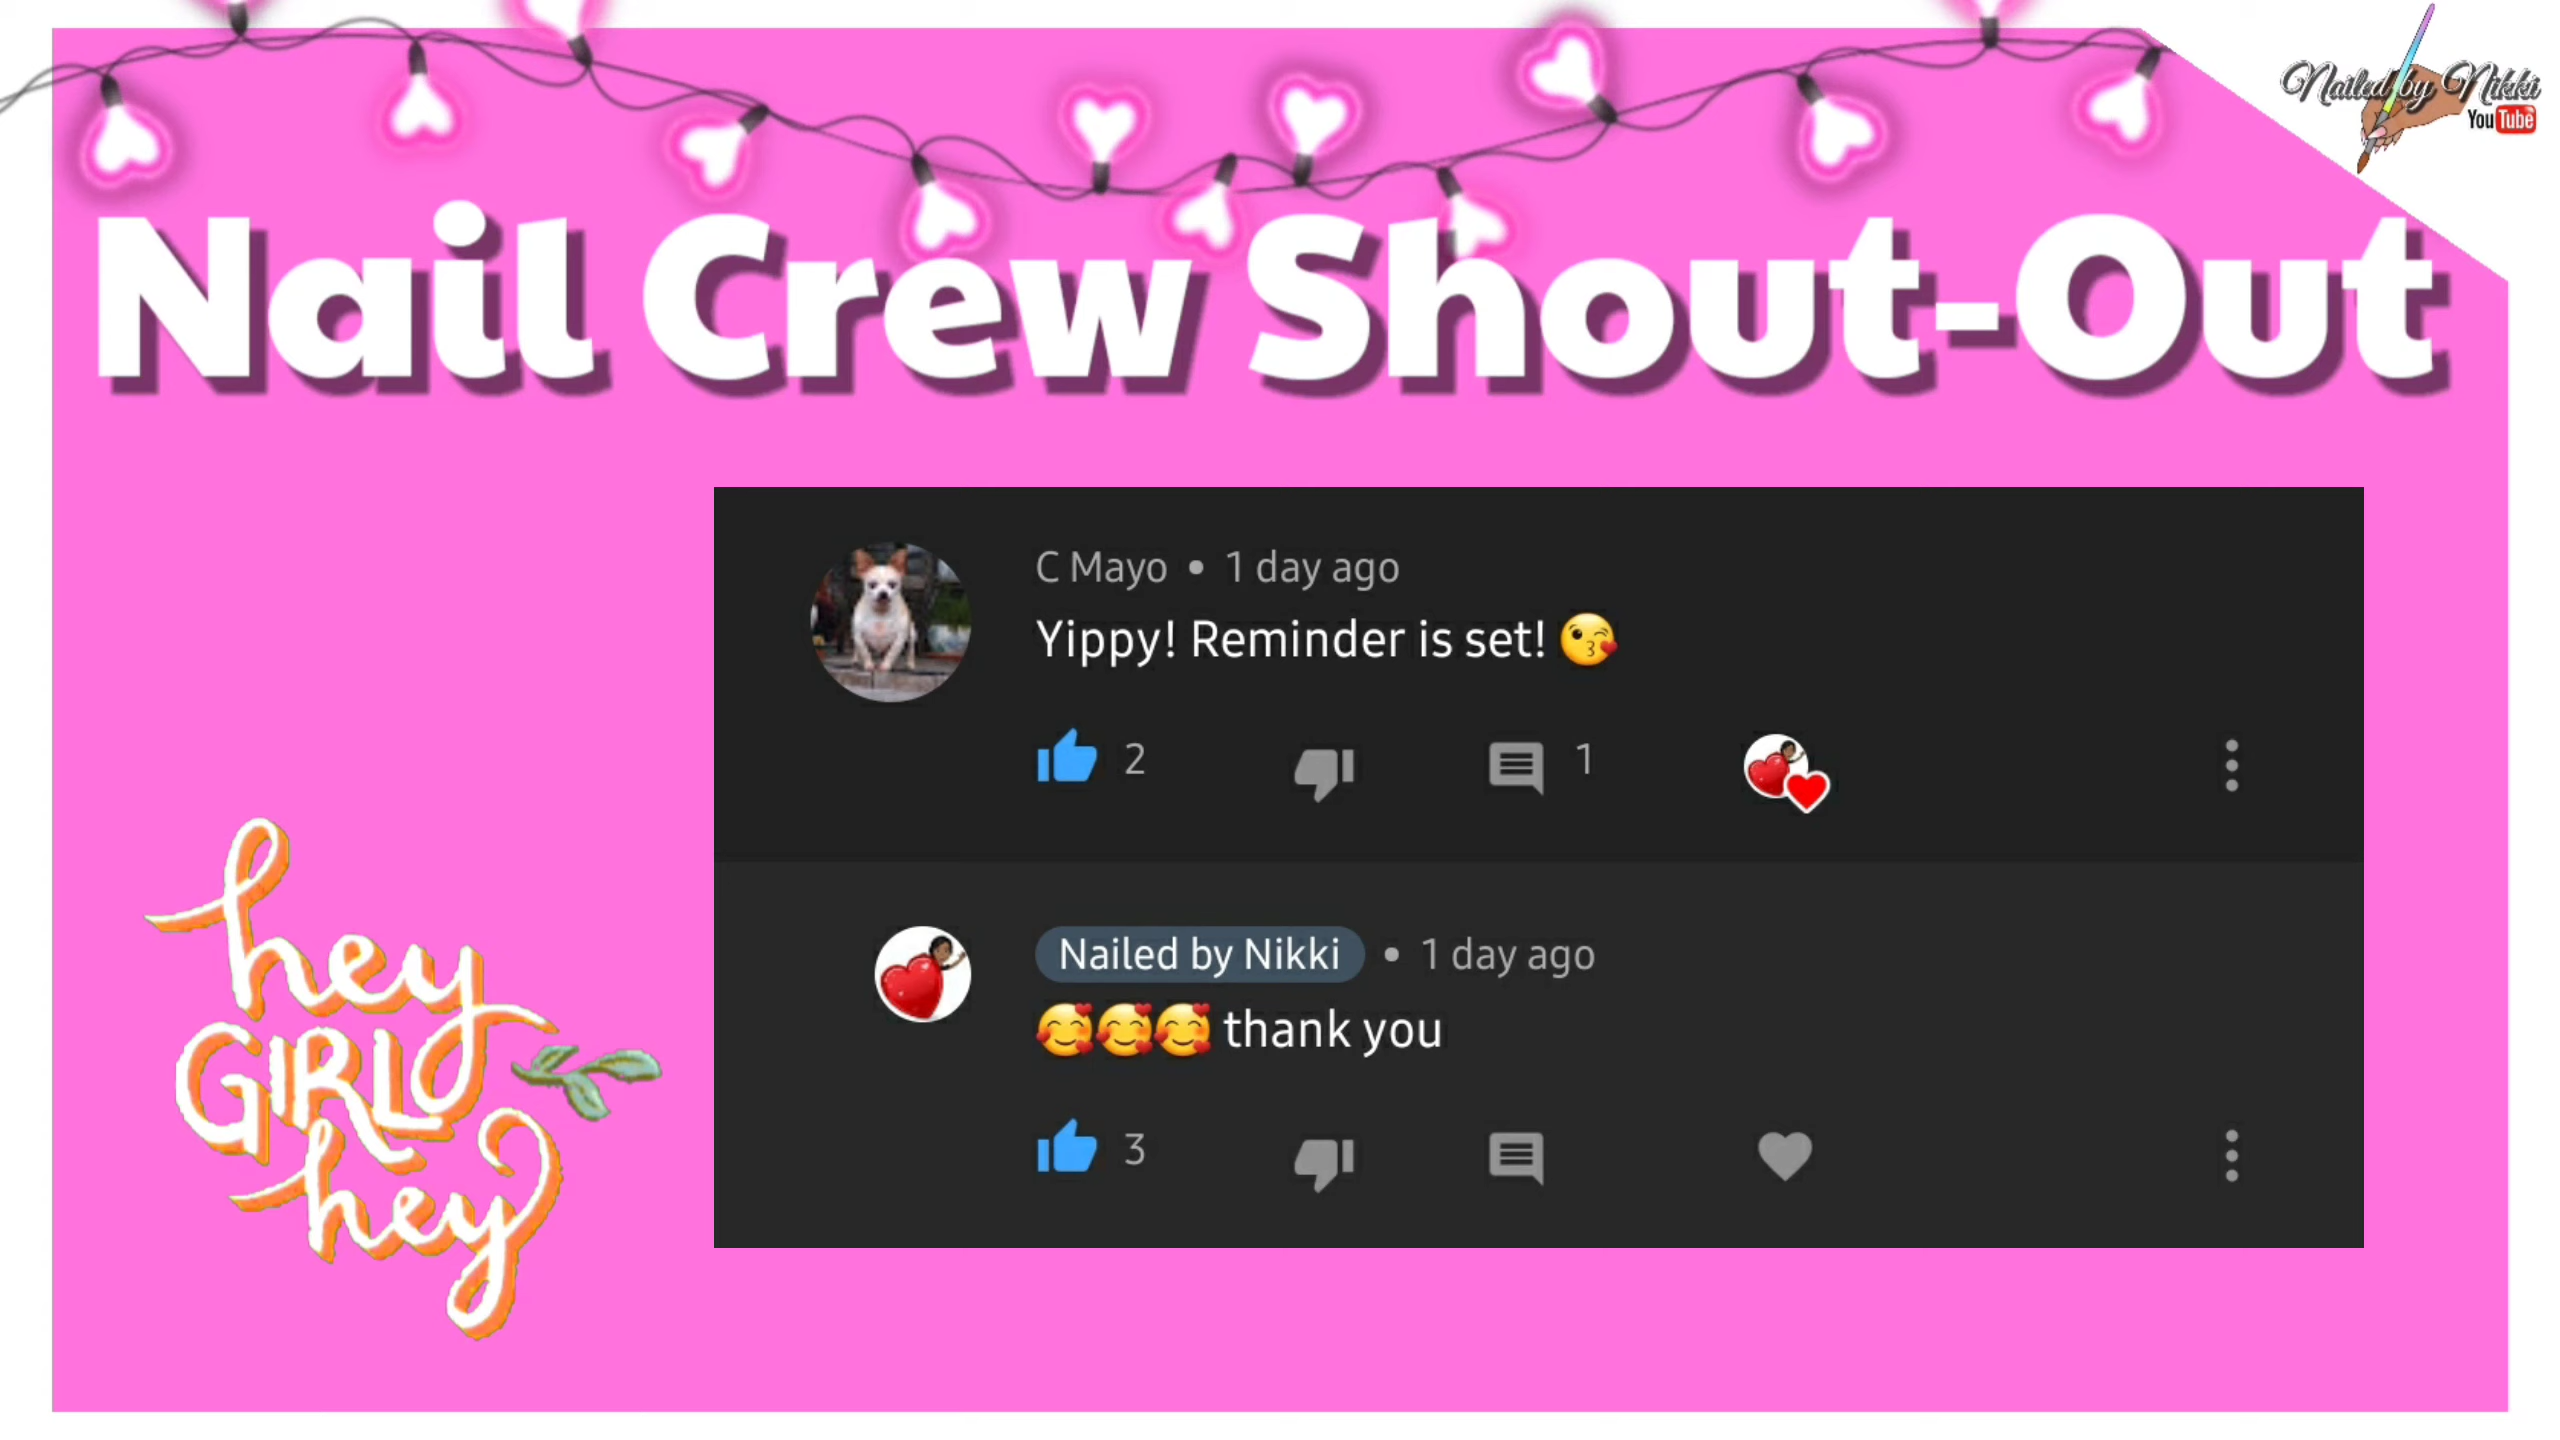 Nailed by Nikki
YouTube
Nail Crew Shout-Out
C Mayo • 1 day ago
Yippy! Reminder is set! 😘
2 1
Nailed by Nikki • 1 day ago
🥰🥰🥰 thank you
3
hey
GIRL
hey